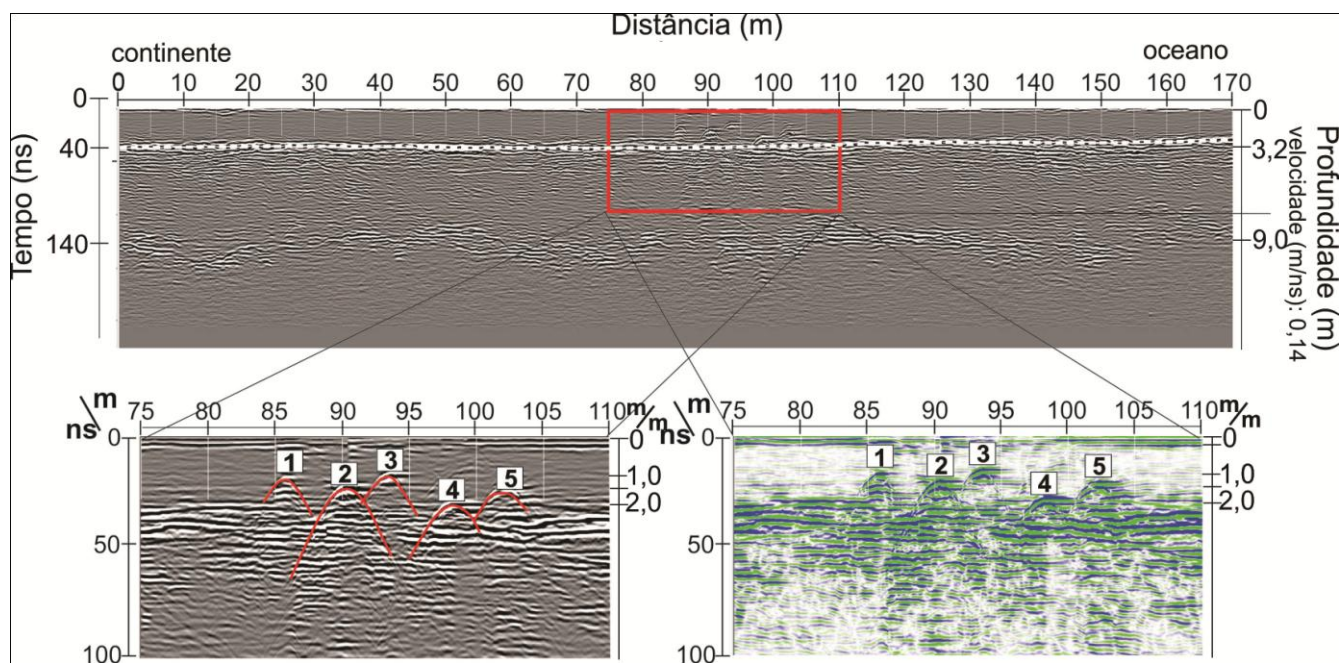 Distância (m)
continente oceano
0 10 20 30 40 50 60 70 80 90 100 110 120 130 140 150 160 170
0
40
140
Tempo (ns)
0
3,2
9,0
Profundidade (m)
velocidade (m/ns): 0,14
m
ns
75 80 85 90 95 100 105 110
m/m
0
50
100
0
1,0
2,0
1
2
3
4
5
m
ns
75 80 85 90 95 100 105 110
m/m
0
50
100
0
1,0
2,0
1
2
3
4
5